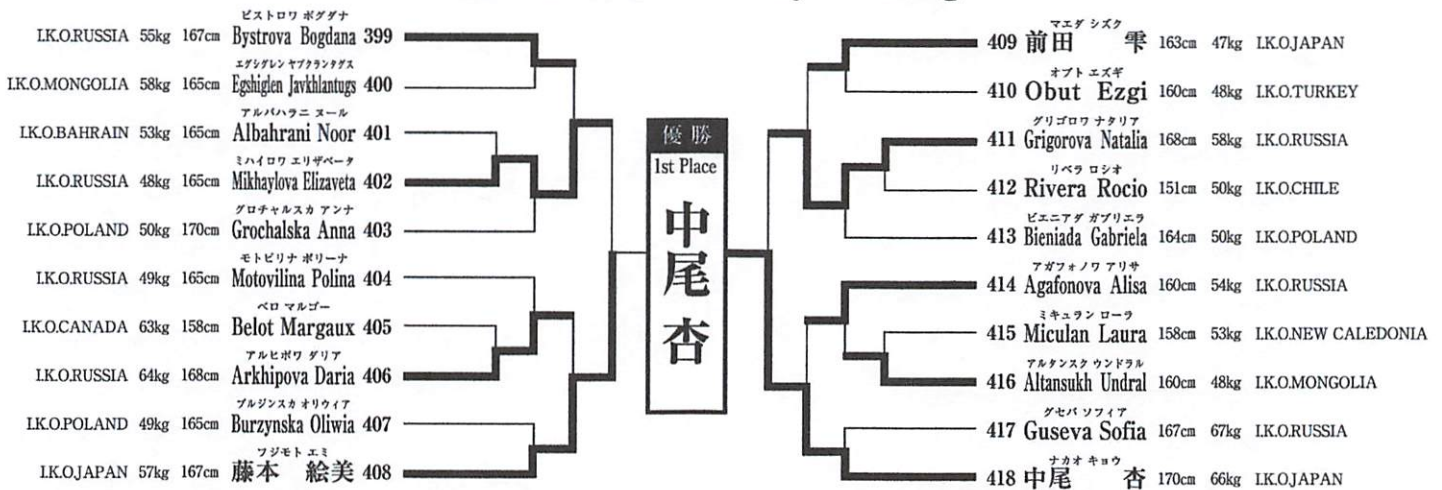 ビストロワ ボグダナ
I.K.O.RUSSIA 55kg 167cm Bystrova Bogdana 399
エグシグレン ヤブクランタグス
I.K.O.MONGOLIA 58kg 165cm Egshiglen Javkhlantugs 400
アルバハラニ ヌール
I.K.O.BAHRAIN 53kg 165cm Albahrani Noor 401
ミハイロワ エリザベータ
I.K.O.RUSSIA 48kg 165cm Mikhaylova Elizaveta 402
グロチャルスカ アンナ
I.K.O.POLAND 50kg 170cm Grochalska Anna 403
モトビリナ ポリーナ
I.K.O.RUSSIA 49kg 165cm Motovilina Polina 404
ベロ マルゴー
I.K.O.CANADA 63kg 158cm Belot Margaux 405
アルヒポワ ダリア
I.K.O.RUSSIA 64kg 168cm Arkhipova Daria 406
ブルジンスカ オリウィア
I.K.O.POLAND 49kg 165cm Burzynska Oliwia 407
フジモト エミ
I.K.O.JAPAN 57kg 167cm 藤本 絵美 408
優勝
1st Place
中尾 杏
マエダ シズク
409 前田 雫 163cm 47kg I.K.O.JAPAN
オブト エズギ
410 Obut Ezgi 160cm 48kg I.K.O.TURKEY
グリゴロワ ナタリア
411 Grigorova Natalia 168cm 58kg I.K.O.RUSSIA
リベラ ロシオ
412 Rivera Rocio 151cm 50kg I.K.O.CHILE
ビエニアダ ガブリエラ
413 Bieniada Gabriela 164cm 50kg I.K.O.POLAND
アガフォノワ アリサ
414 Agafonova Alisa 160cm 54kg I.K.O.RUSSIA
ミキュラン ローラ
415 Miculan Laura 158cm 53kg I.K.O.NEW CALEDONIA
アルタンスク ウンドラル
416 Altansukh Undral 160cm 48kg I.K.O.MONGOLIA
グセバ ソフィア
417 Guseva Sofia 167cm 67kg I.K.O.RUSSIA
ナカオ キョウ
418 中尾 杏 170cm 66kg I.K.O.JAPAN